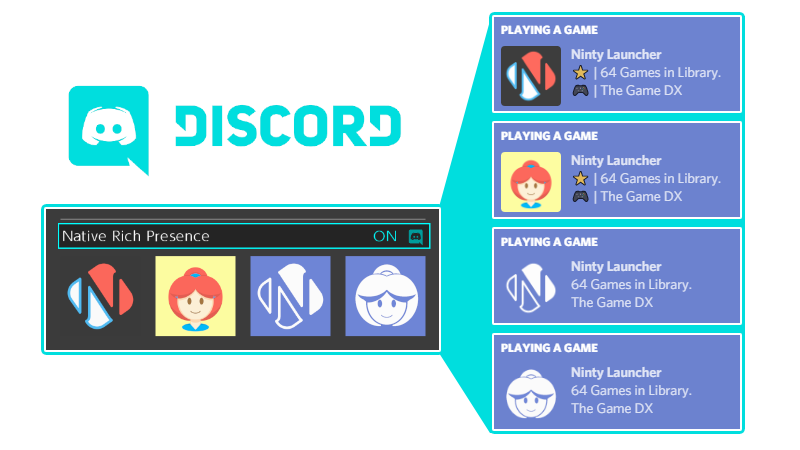 DISCORD
Native Rich Presence ON
PLAYING A GAME
Ninty Launcher
⭐ | 64 Games in Library.
🎮 | The Game DX
PLAYING A GAME
Ninty Launcher
⭐ | 64 Games in Library.
🎮 | The Game DX
PLAYING A GAME
Ninty Launcher
64 Games in Library.
The Game DX
PLAYING A GAME
Ninty Launcher
64 Games in Library.
The Game DX